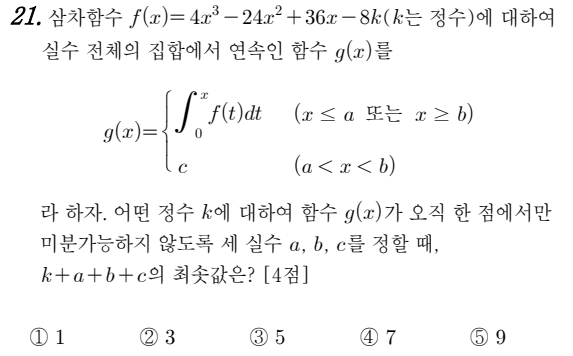 21. 삼차함수 f(x)=4x³−24x²+36x−8k(k는 정수)에 대하여
실수 전체의 집합에서 연속인 함수 g(x)를
g(x)={ ∫₀ˣ f(t)dt (x ≤ a 또는 x ≥ b)
c (a < x < b)
라 하자. 어떤 정수 k에 대하여 함수 g(x)가 오직 한 점에서만
미분가능하지 않도록 세 실수 a, b, c를 정할 때,
k+a+b+c의 최솟값은? [4점]
① 1 ② 3 ③ 5 ④ 7 ⑤ 9